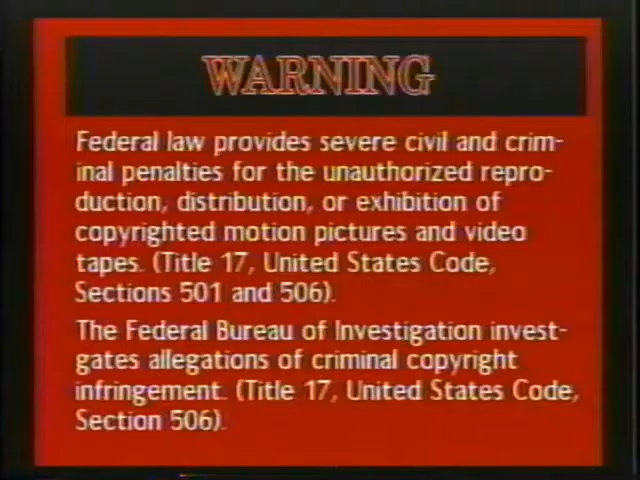 WARNING
Federal law provides severe civil and crim-
inal penalties for the unauthorized repro-
duction, distribution, or exhibition of
copyrighted motion pictures and video
tapes. (Title 17, United States Code,
Sections 501 and 506).
The Federal Bureau of Investigation invest-
gates allegations of criminal copyright
infringement. (Title 17, United States Code,
Section 506).